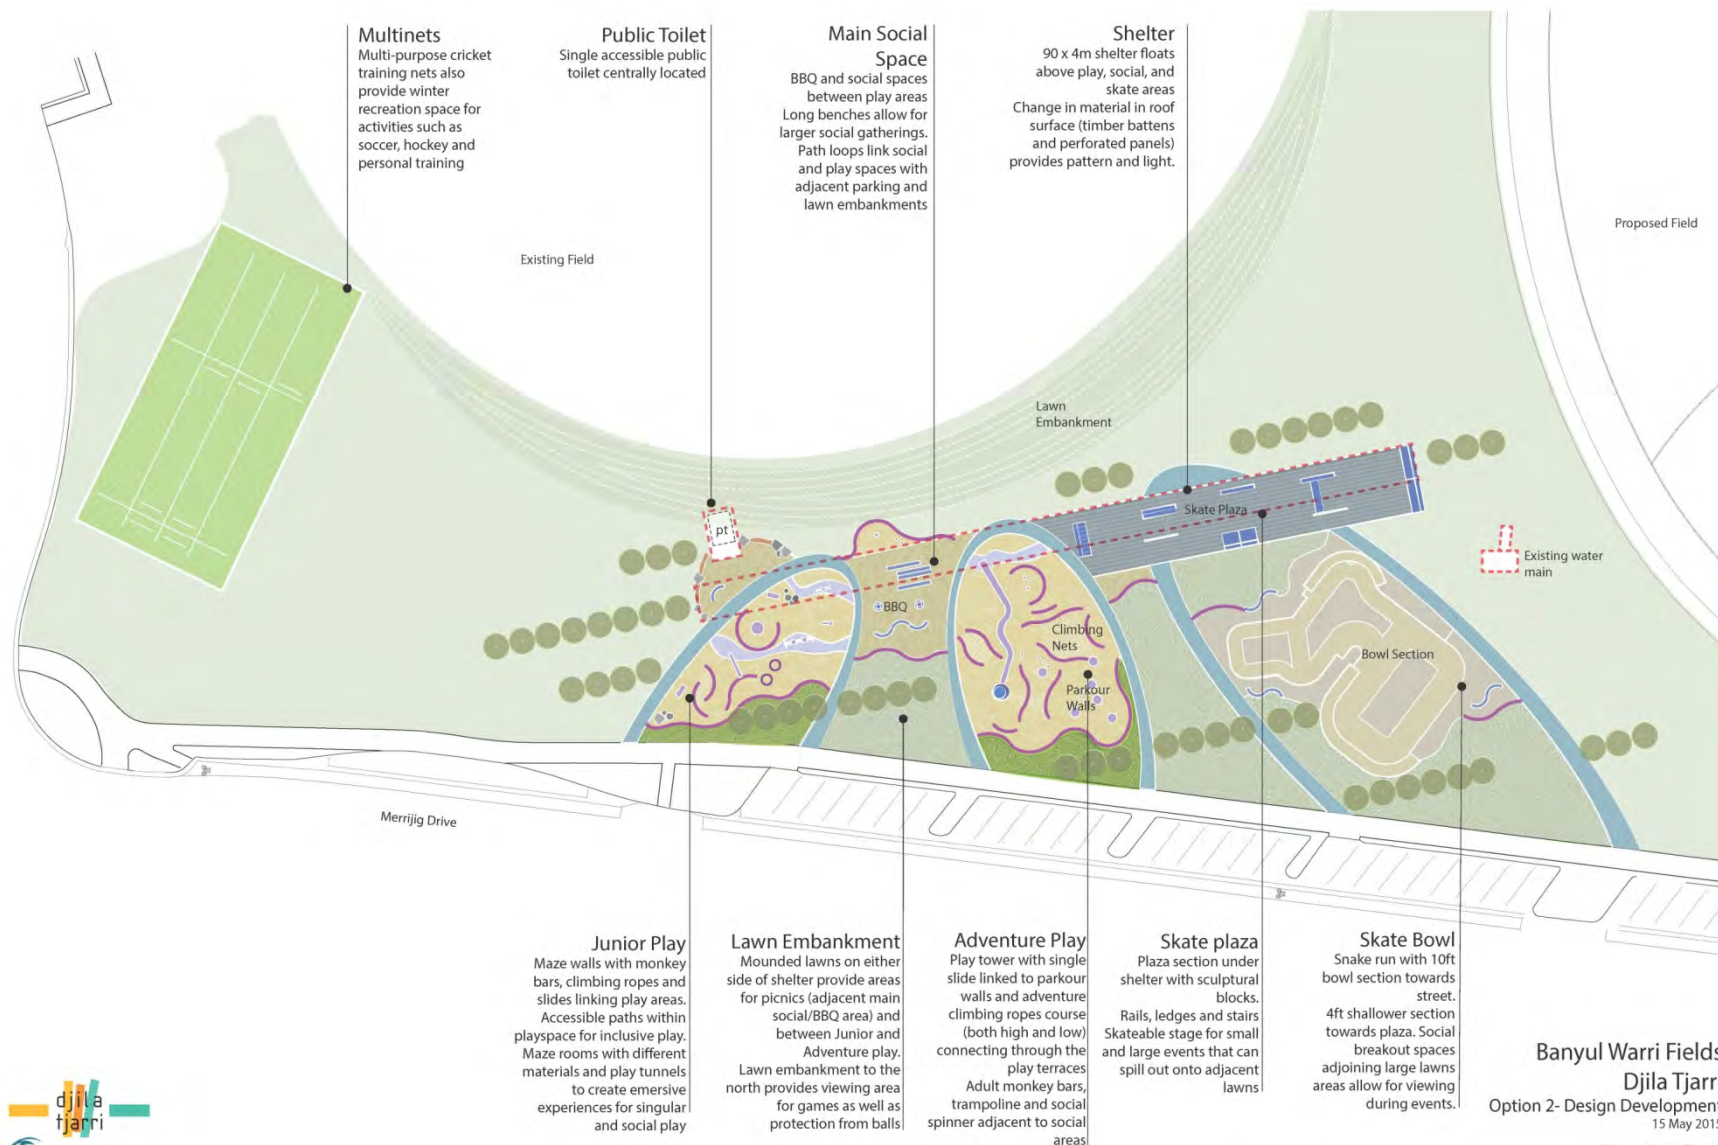 Multinets
Multi-purpose cricket
training nets also
provide winter
recreation space for
activities such as
soccer, hockey and
personal training
Public Toilet
Single accessible public
toilet centrally located
Main Social
Space
BBQ and social spaces
between play areas
Long benches allow for
larger social gatherings.
Path loops link social
and play spaces with
adjacent parking and
lawn embankments
Shelter
90 x 4m shelter floats
above play, social, and
skate areas
Change in material in roof
surface (timber battens
and perforated panels)
provides pattern and light.
Proposed Field
Existing Field
Lawn
Embankment
Skate Plaza
pt
Existing water
main
BBQ
Climbing
Nets
Bowl Section
Parkour
Walls
Merrijig Drive
Junior Play
Maze walls with monkey
bars, climbing ropes and
slides linking play areas.
Accessible paths within
playspace for inclusive play.
Maze rooms with different
materials and play tunnels
to create emersive
experiences for singular
and social play
Lawn Embankment
Mounded lawns on either
side of shelter provide areas
for picnics (adjacent main
social/BBQ area) and
between Junior and
Adventure play.
Lawn embankment to the
north provides viewing area
for games as well as
protection from balls
Adventure Play
Play tower with single
slide linked to parkour
walls and adventure
climbing ropes course
(both high and low)
connecting through the
play terraces
Adult monkey bars,
trampoline and social
spinner adjacent to social
areas
Skate plaza
Plaza section under
shelter with sculptural
blocks.
Rails, ledges and stairs
Skateable stage for small
and large events that can
spill out onto adjacent
lawns
Skate Bowl
Snake run with 10ft
bowl section towards
street.
4ft shallower section
towards plaza. Social
breakout spaces
adjoining large lawns
areas allow for viewing
during events.
Banyul Warri Fields
Djila Tjarri
Option 2- Design Development
15 May 2015
djila
tjarri